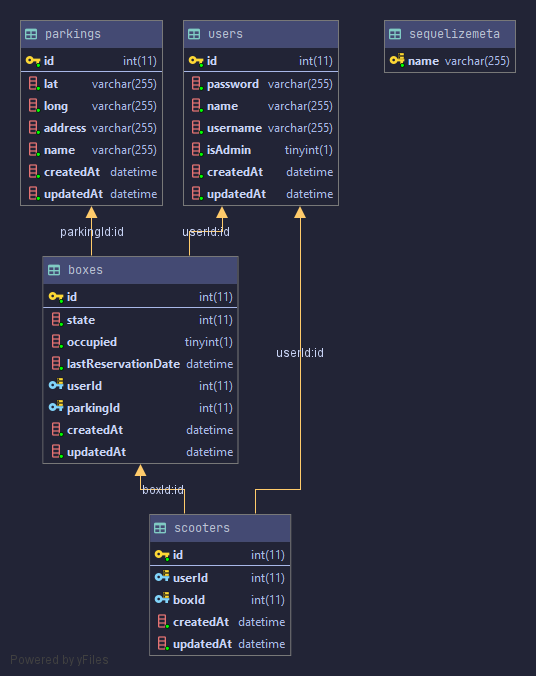 parkings
id int(11)
lat varchar(255)
long varchar(255)
address varchar(255)
name varchar(255)
createdAt datetime
updatedAt datetime
users
id int(11)
password varchar(255)
name varchar(255)
username varchar(255)
isAdmin tinyint(1)
createdAt datetime
updatedAt datetime
sequelizemeta
name varchar(255)
parkingId:id
userId:id
boxes
id int(11)
state int(11)
occupied tinyint(1)
lastReservationDate datetime
userId int(11)
parkingId int(11)
createdAt datetime
updatedAt datetime
userId:id
boxId:id
scooters
id int(11)
userId int(11)
boxId int(11)
createdAt datetime
updatedAt datetime
Powered by yFiles